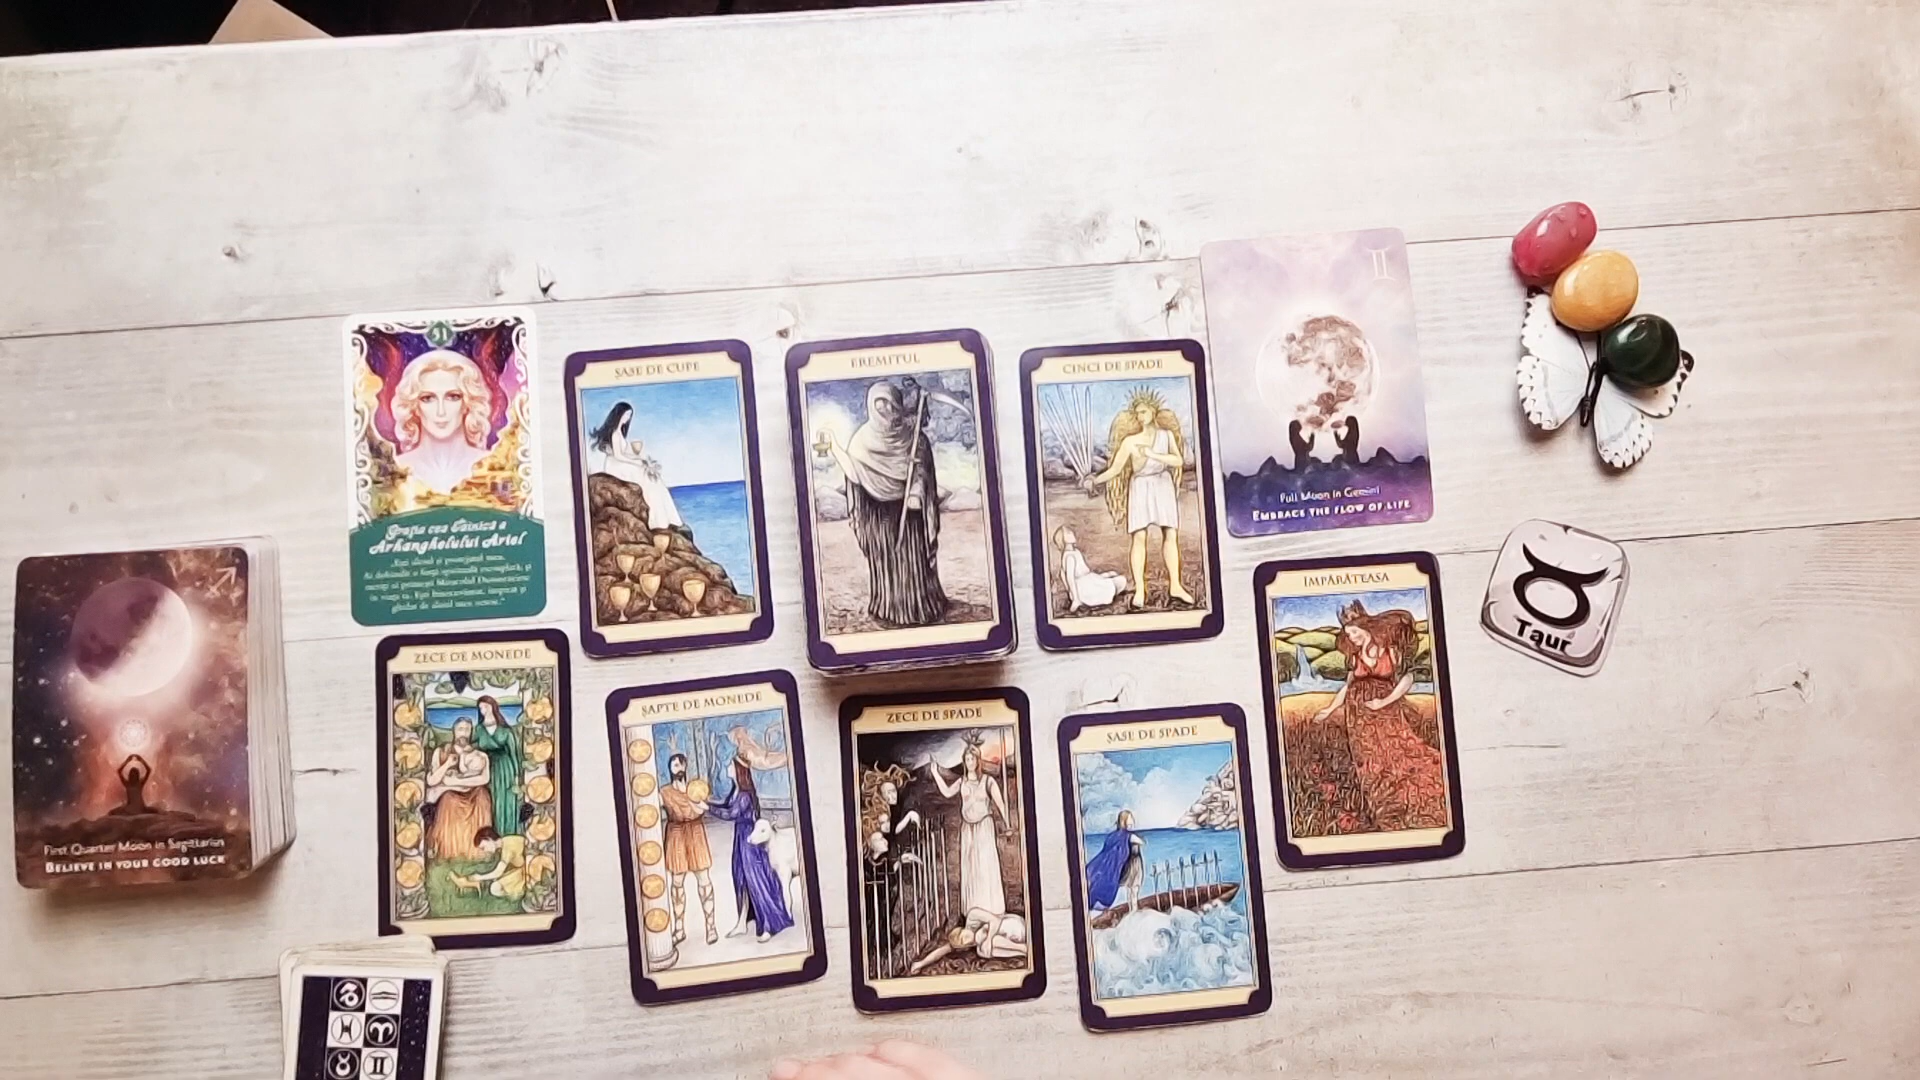 51
Grația cea Tainică a
Arhanghelului Ariel
ȘASE DE CUPE
EREMITUL
CINCI DE SPADE
Full Moon in Gemini
EMBRACE THE FLOW OF LIFE
First Quarter Moon in Sagittarius
BELIEVE IN YOUR GOOD LUCK
ZECE DE MONEDE
ȘAPTE DE MONEDE
ZECE DE SPADE
ȘASE DE SPADE
ÎMPĂRĂTEASA
Taur